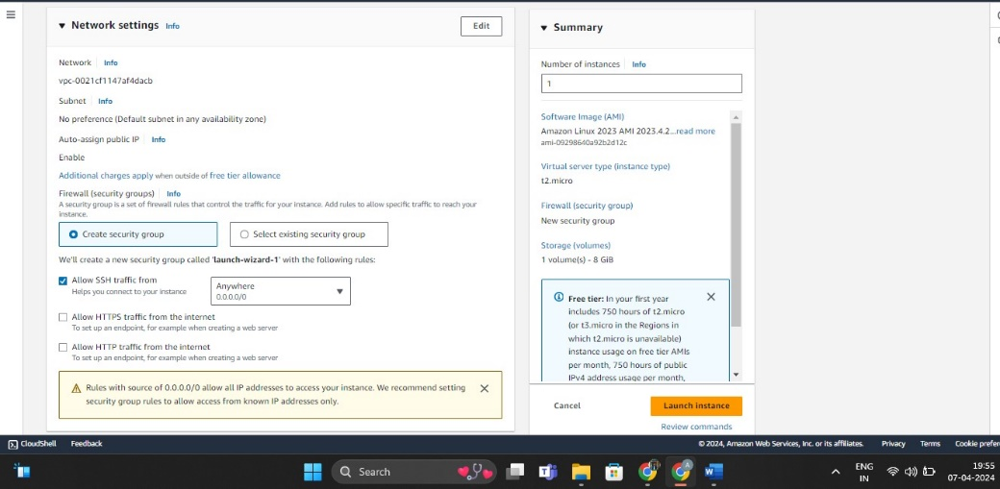 Network settings Info
Edit
Network Info
vpc-0021cf1147af4dacb
Subnet Info
No preference (Default subnet in any availability zone)
Auto-assign public IP Info
Enable
Additional charges apply when outside of free tier allowance
Firewall (security groups) Info
A security group is a set of firewall rules that control the traffic for your instance. Add rules to allow specific traffic to reach your
instance.
Create security group
Select existing security group
We'll create a new security group called 'launch-wizard-1' with the following rules:
Allow SSH traffic from
Helps you connect to your instance
Anywhere
0.0.0.0/0
Allow HTTPS traffic from the internet
To set up an endpoint, for example when creating a web server
Allow HTTP traffic from the internet
To set up an endpoint, for example when creating a web server
Rules with source of 0.0.0.0/0 allow all IP addresses to access your instance. We recommend setting
security group rules to allow access from known IP addresses only.
Summary
Number of instances Info
1
Software Image (AMI)
Amazon Linux 2023 AMI 2023.4.2...read more
ami-09298640a92b2d12c
Virtual server type (instance type)
t2.micro
Firewall (security group)
New security group
Storage (volumes)
1 volume(s) - 8 GiB
Free tier: In your first year
includes 750 hours of t2.micro
(or t3.micro in the Regions in
which t2.micro is unavailable)
instance usage on free tier AMIs
per month, 750 hours of public
IPv4 address usage per month,
Cancel
Launch instance
Review commands
CloudShell Feedback
© 2024, Amazon Web Services, Inc. or its affiliates. Privacy Terms Cookie prefer
Search
ENG
IN
19:55
07-04-2024